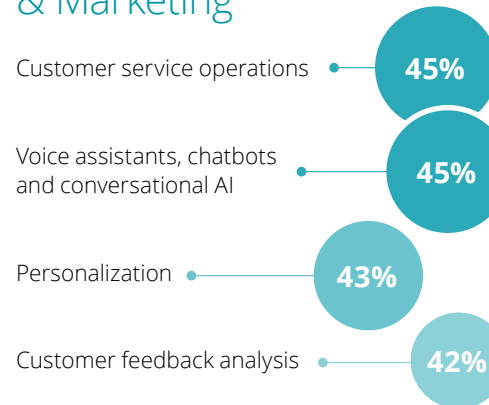 & Marketing
Customer service operations 45%
Voice assistants, chatbots
and conversational AI 45%
Personalization 43%
Customer feedback analysis 42%